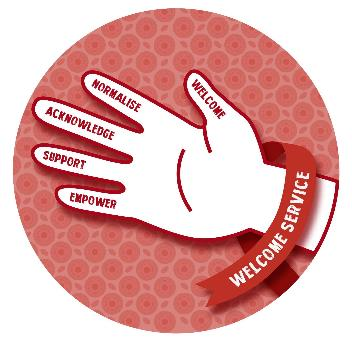 WELCOME
NORMALISE
ACKNOWLEDGE
SUPPORT
EMPOWER
WELCOME SERVICE